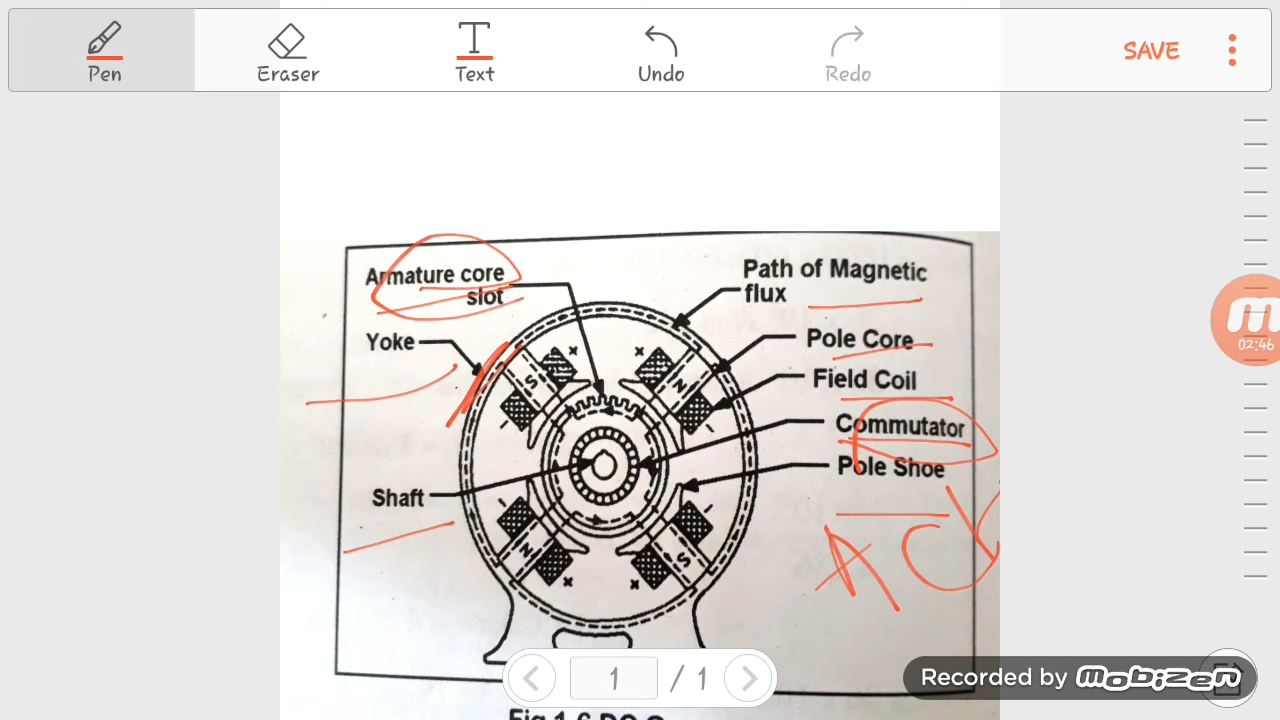 Pen
Eraser
Text
Undo
Redo
SAVE
02:46
Armature core
slot
Path of Magnetic
flux
Yoke
Pole Core
Field Coil
Commutator
Pole Shoe
Shaft
S
N
N
S
ACK
1 / 1
Recorded by mobizen